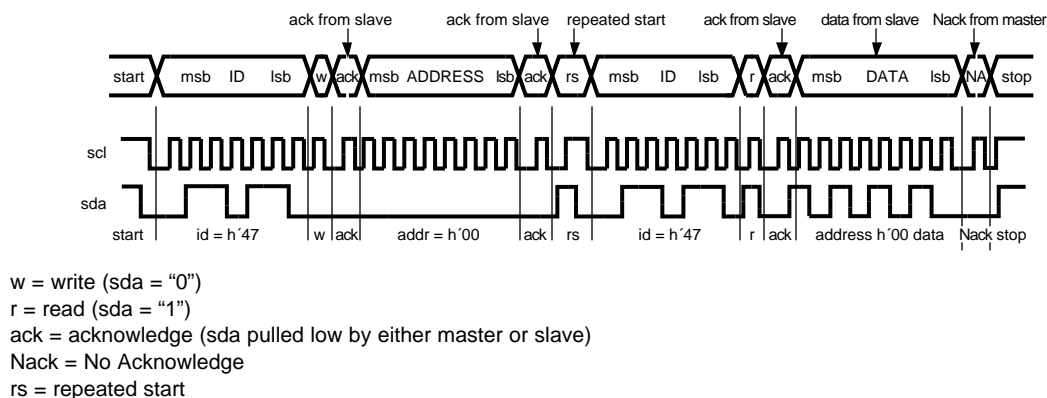 ack from slave ack from slave repeated start ack from slave data from slave Nack from master
start msb ID lsb w ack msb ADDRESS lsb ack rs msb ID lsb r ack msb DATA lsb NA stop
scl
sda
start id = h´47 w ack addr = h´00 ack rs id = h´47 r ack address h´00 data Nack stop
w = write (sda = “0”)
r = read (sda = “1”)
ack = acknowledge (sda pulled low by either master or slave)
Nack = No Acknowledge
rs = repeated start